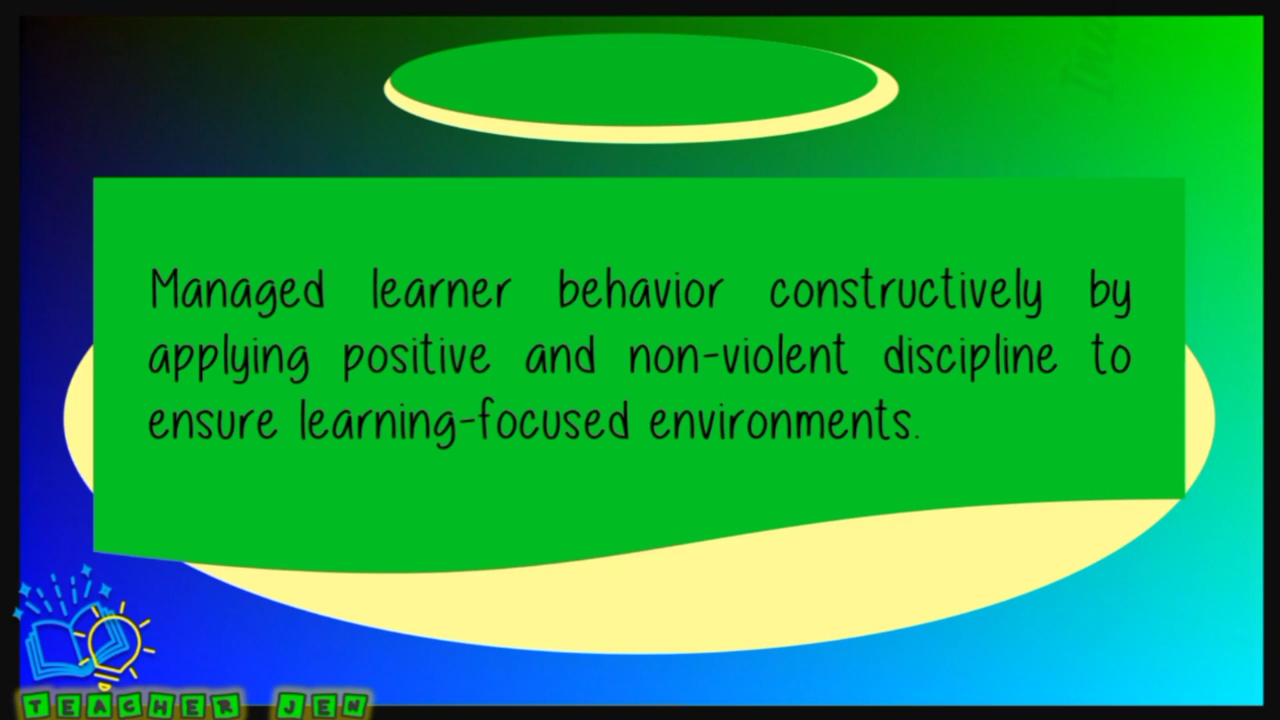 Managed learner behavior constructively by
applying positive and non-violent discipline to
ensure learning-focused environments.
TEACHER JEN